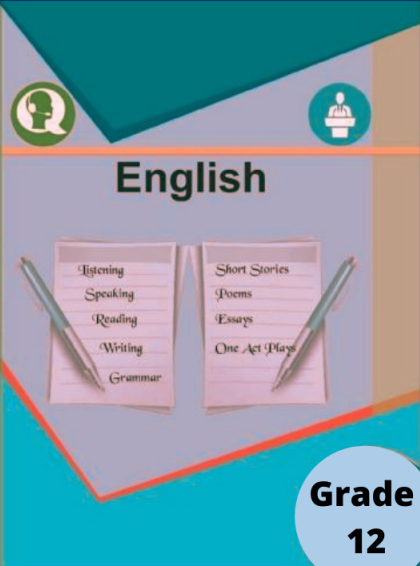 English
Listening
Speaking
Reading
Writing
Grammar
Short Stories
Poems
Essays
One Act Plays
Grade
12